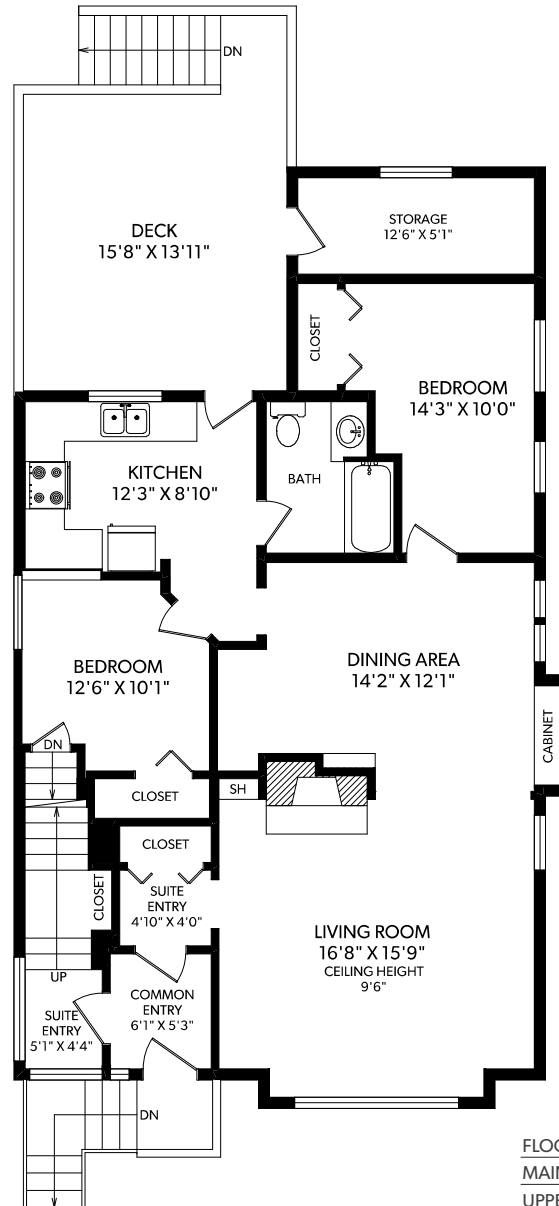 DN
DECK
15'8" X 13'11"
STORAGE
12'6" X 5'1"
CLOSET
BEDROOM
14'3" X 10'0"
KITCHEN
12'3" X 8'10"
BATH
BEDROOM
12'6" X 10'1"
DINING AREA
14'2" X 12'1"
CABINET
DN
CLOSET
SH
CLOSET
CLOSET
SUITE
ENTRY
4'10" X 4'0"
LIVING ROOM
16'8" X 15'9"
CEILING HEIGHT
9'6"
UP
COMMON
ENTRY
6'1" X 5'3"
SUITE
ENTRY
5'1" X 4'4"
DN
FLOO
MAIN
UPPE